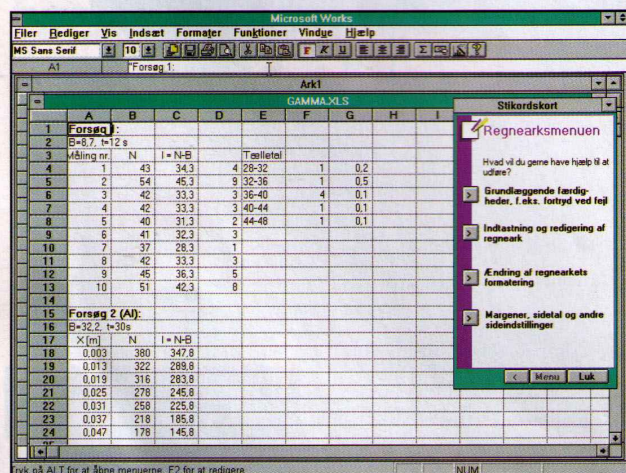 Microsoft Works
Filer Rediger Vis Indsæt Formater Funktioner Vindue Hjælp
MS Sans Serif 10 F K U Σ ?
A1 "Forsøg 1:
Ark1
GAMMA.XLS
A B C D E F G H I
1 Forsøg 1:
2 B=8,7, t=12 s
3 Måling nr. N I = N-B Tælletal
4 1 43 34,3 4 28-32 1 0,2
5 2 54 45,3 9 32-36 1 0,5
6 3 42 33,3 3 36-40 4 0,1
7 4 42 33,3 3 40-44 1 0,1
8 5 40 31,3 2 44-48 1 0,1
9 6 41 32,3 3
10 7 37 28,3 1
11 8 42 33,3 3
12 9 45 36,3 5
13 10 51 42,3 8
14
15 Forsøg 2 (Al):
16 B=32,2, t=30s
17 X [m] N I = N-B
18 0,003 380 347,8
19 0,013 322 289,8
20 0,019 316 283,8
21 0,025 278 245,8
22 0,031 258 225,8
23 0,037 218 185,8
24 0,047 178 145,8
Stikordskort
Regnearksmenuen
Hvad vil du gerne have hjælp til at
udføre?
> Grundlæggende færdig-
heder, f.eks. fortryd ved fejl
> Indtastning og redigering af
regneark
> Ændring af regnearkets
formatering
> Margener, sidetal og andre
sideindstillinger
< Menu Luk
Tryk på ALT for at åbne menuerne, F2 for at redigere. NUM